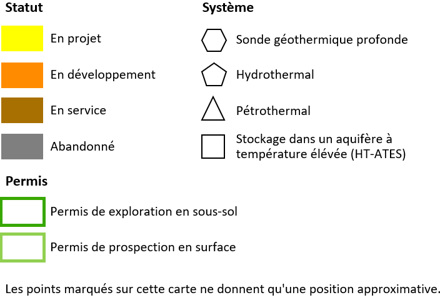 Statut
Système
En projet
Sonde géothermique profonde
En développement
Hydrothermal
En service
Pétrothermal
Abandonné
Stockage dans un aquifère à
température élévée (HT-ATES)
Permis
Permis de exploration en sous-sol
Permis de prospection en surface
Les points marqués sur cette carte ne donnent qu'une position approximative.